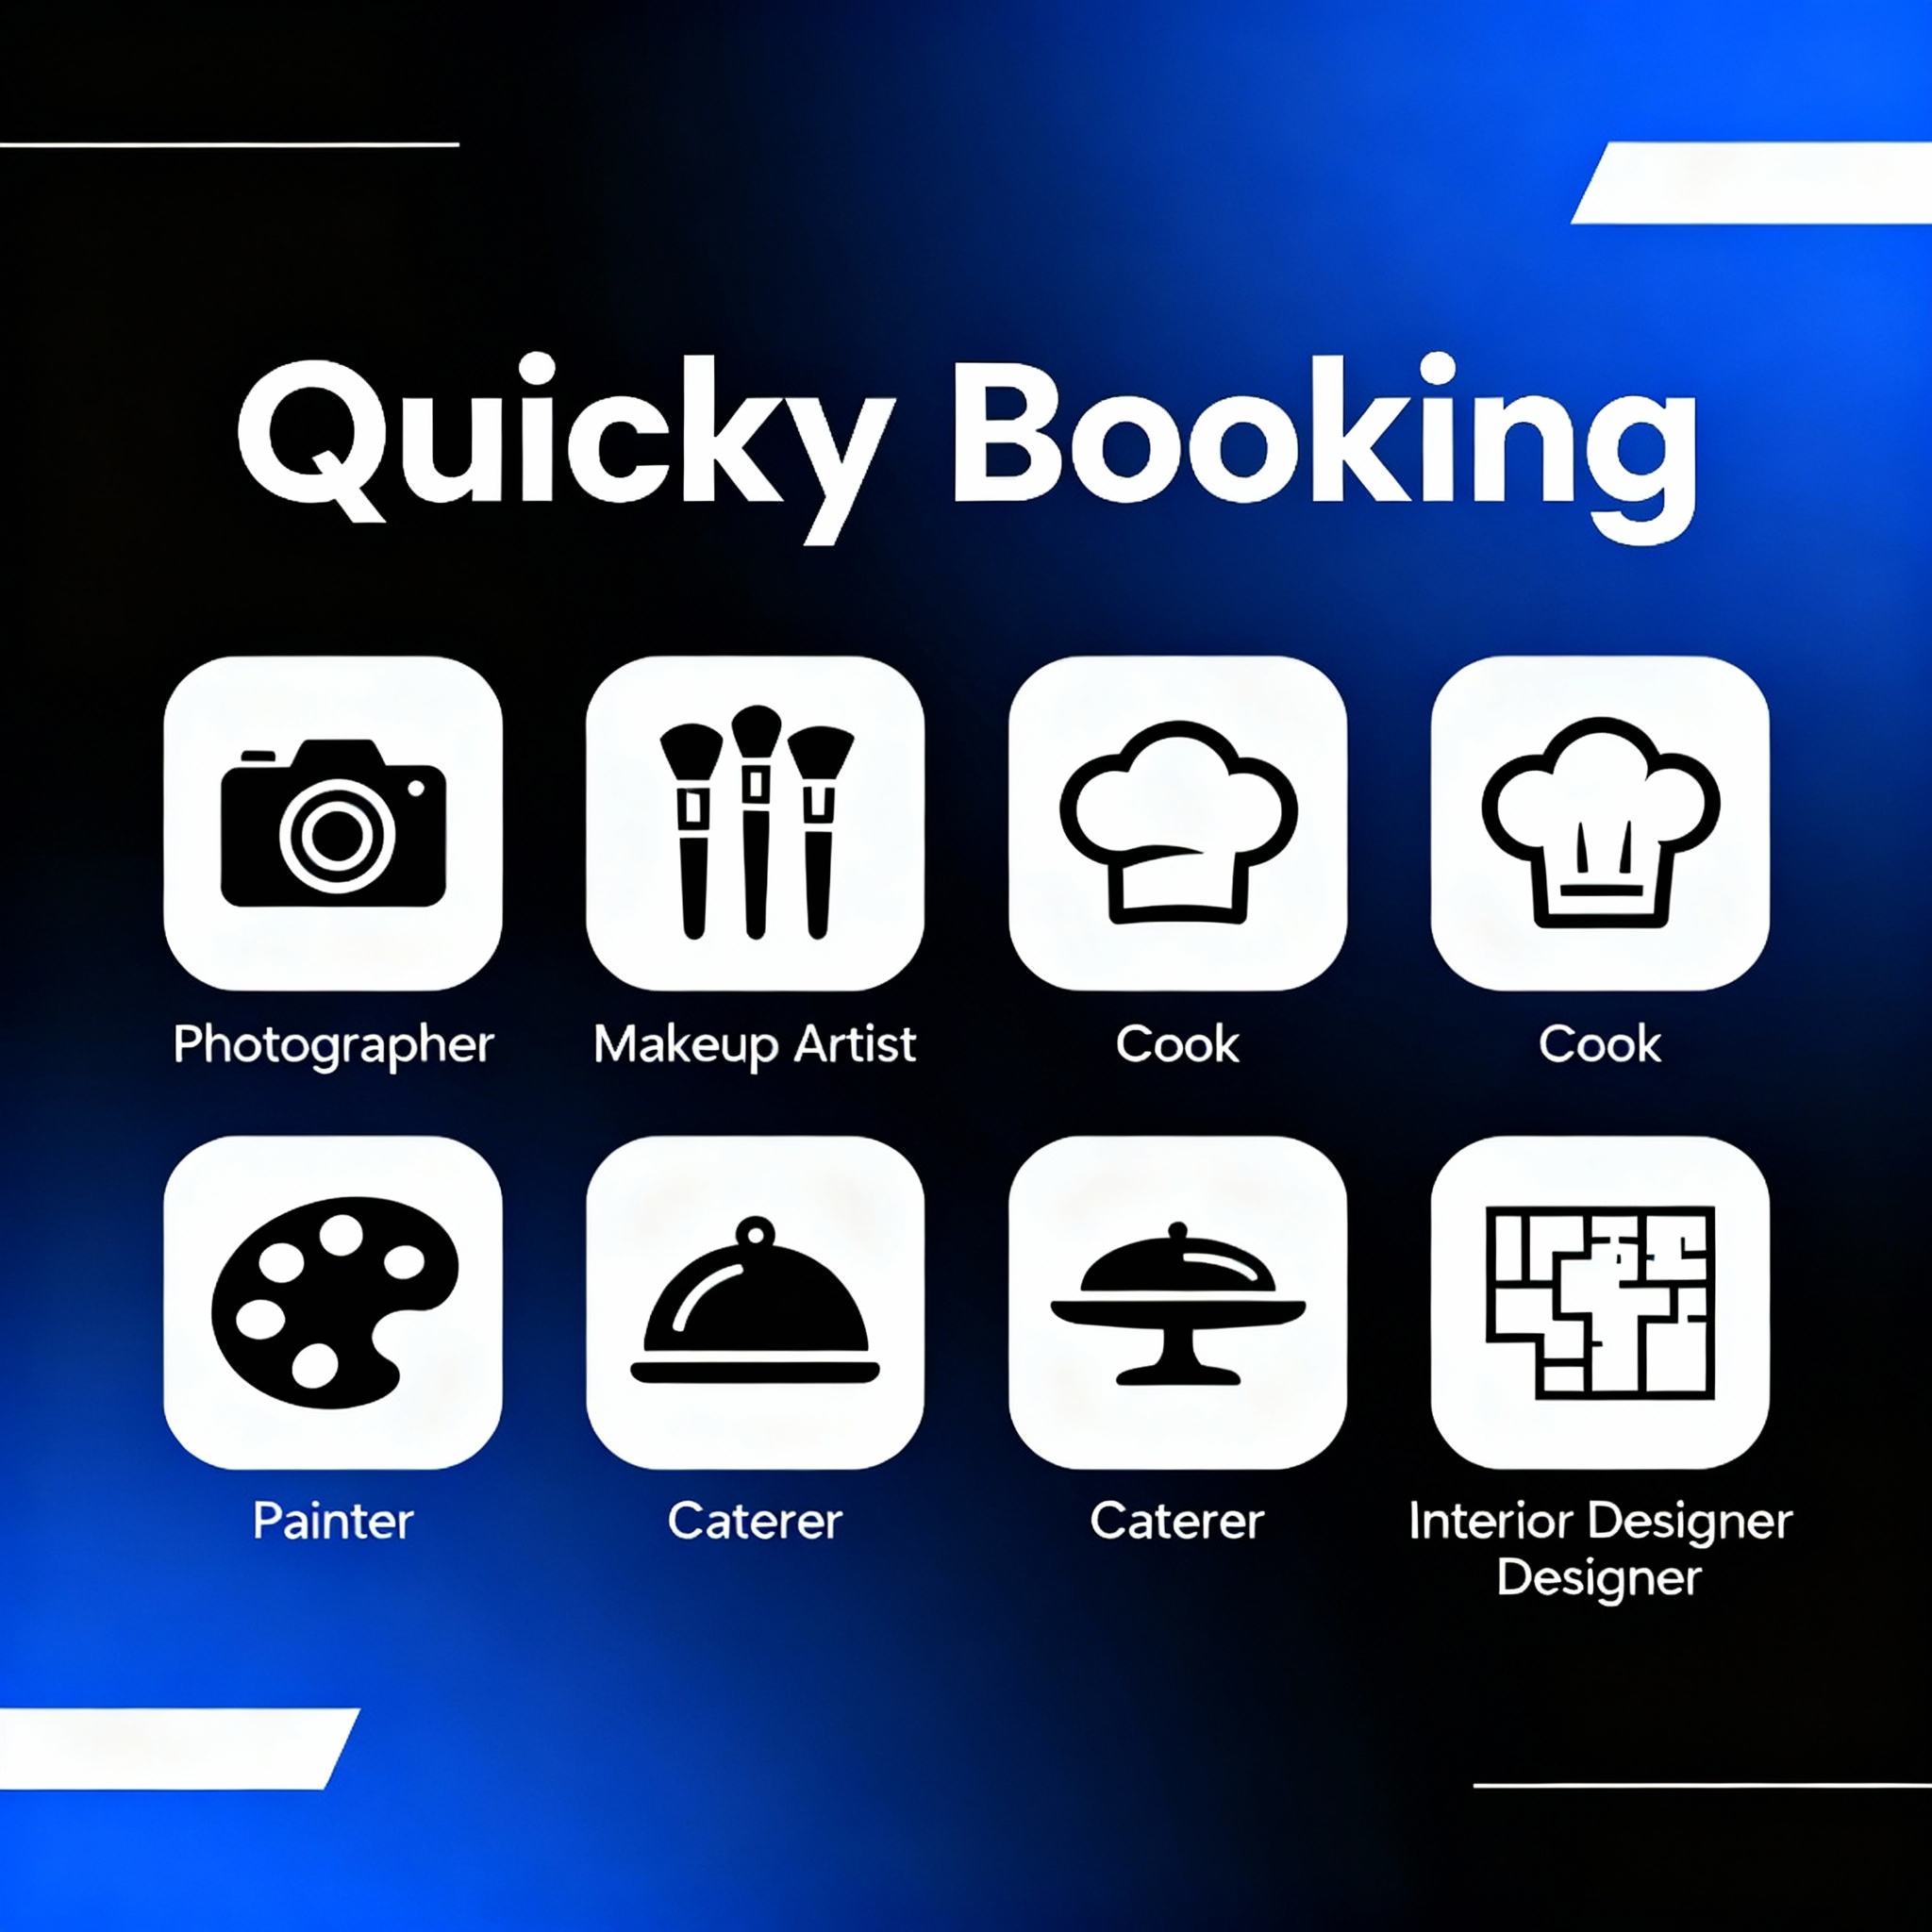 Quicky Booking
Photographer
Makeup Artist
Cook
Cook
Painter
Caterer
Caterer
Interior Designer
Designer